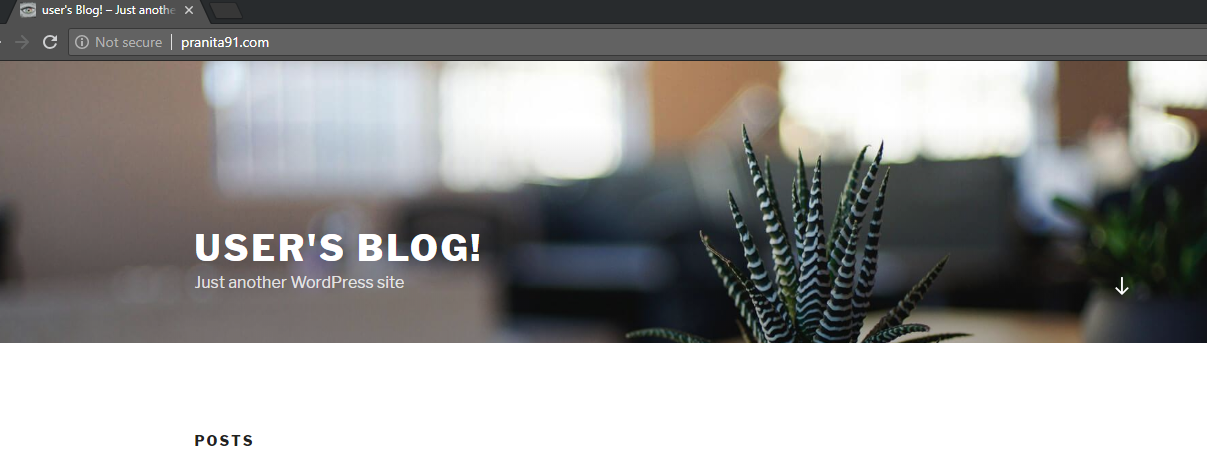 user's Blog! – Just anothe
Not secure | pranita91.com
USER'S BLOG!
Just another WordPress site
POSTS